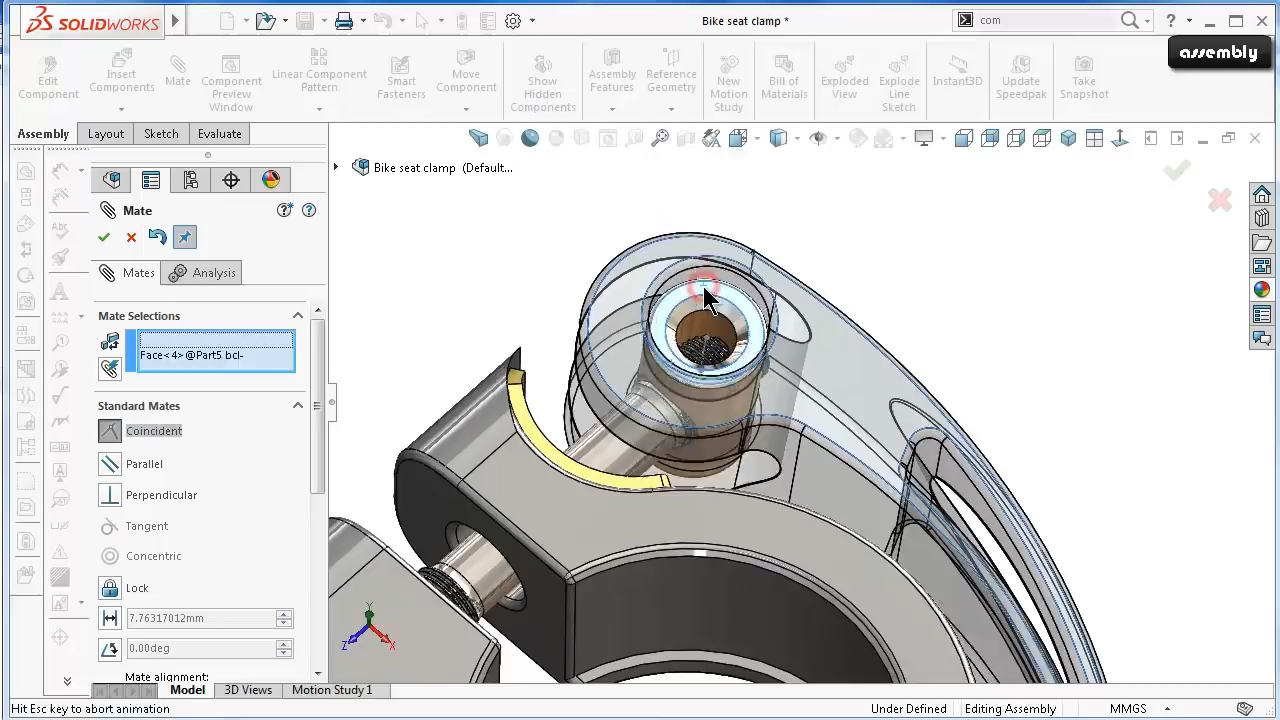 SOLIDWORKS
Bike seat clamp *
com
assembly
Edit Component
Insert Components
Mate
Component Preview Window
Linear Component Pattern
Smart Fasteners
Move Component
Show Hidden Components
Assembly Features
Reference Geometry
New Motion Study
Bill of Materials
Exploded View
Explode Line Sketch
Instant3D
Update Speedpak
Take Snapshot
Assembly
Layout
Sketch
Evaluate
Bike seat clamp (Default...
Mate
Mates
Analysis
Mate Selections
Face<4>@Part5 bcl-
Standard Mates
Coincident
Parallel
Perpendicular
Tangent
Concentric
Lock
7.76317012mm
0.00deg
Mate alignment:
Y
Z
X
Model
3D Views
Motion Study 1
Hit Esc key to abort animation
Under Defined
Editing Assembly
MMGS